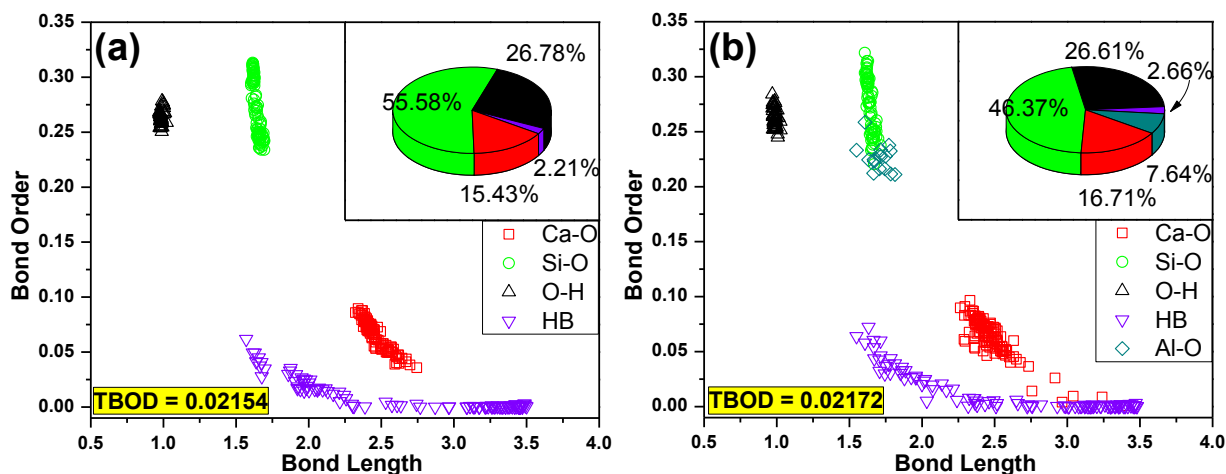 (a)
Bond Order
0.35
0.30
0.25
0.20
0.15
0.10
0.05
0.00
26.78%
55.58%
2.21%
15.43%
Ca-O
Si-O
O-H
HB
TBOD = 0.02154
0.5 1.0 1.5 2.0 2.5 3.0 3.5 4.0
Bond Length
(b)
Bond Order
0.35
0.30
0.25
0.20
0.15
0.10
0.05
0.00
26.61%
2.66%
46.37%
7.64%
16.71%
Ca-O
Si-O
O-H
HB
Al-O
TBOD = 0.02172
0.5 1.0 1.5 2.0 2.5 3.0 3.5 4.0
Bond Length